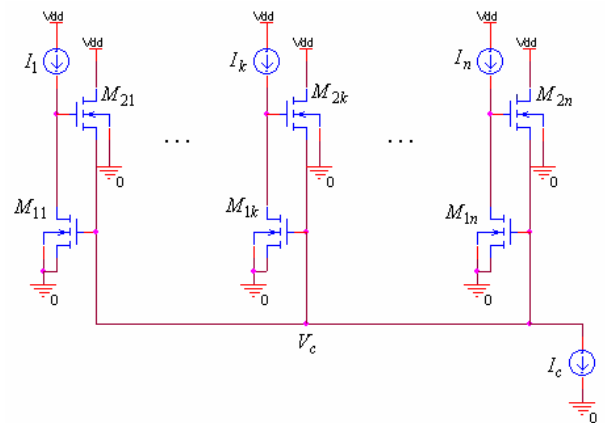 Vdd Vdd Vdd Vdd Vdd Vdd
I1 Ik In
M21 M2k M2n
... ...
0 0 0
M11 M1k M1n
0 0 0
Vc
Ic
0